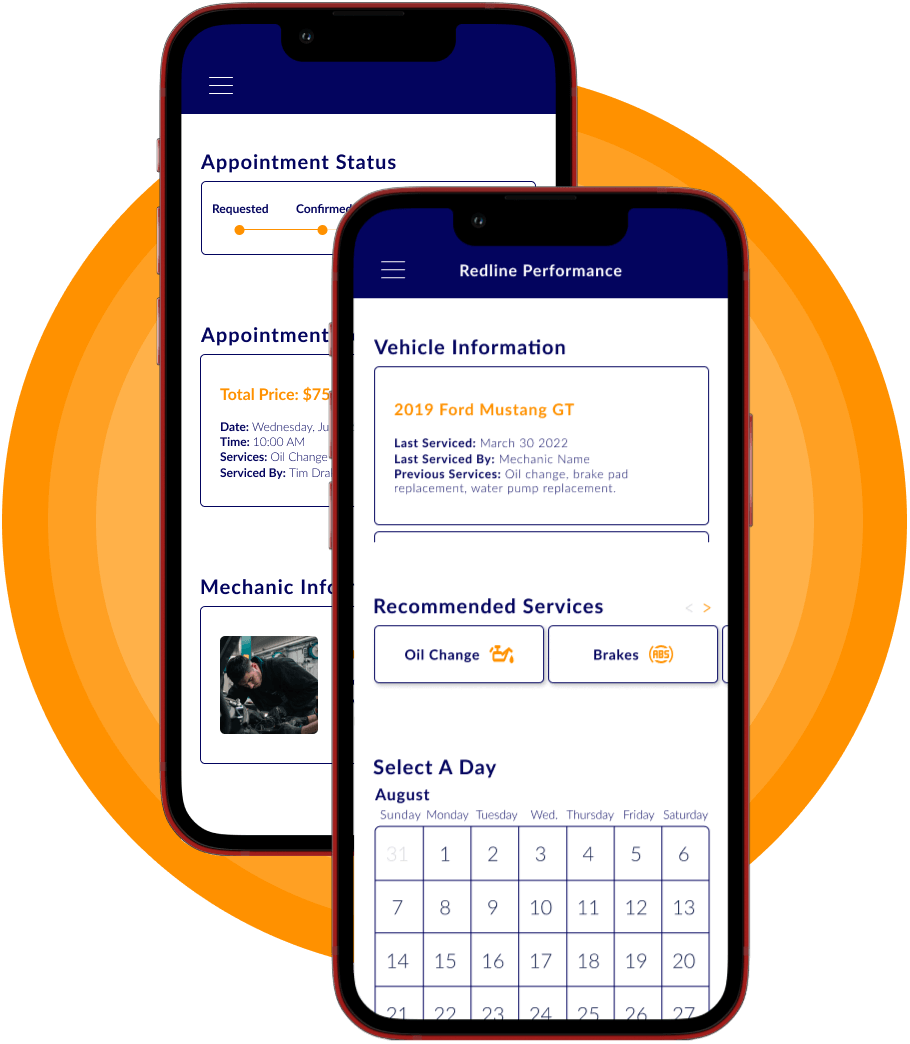 Appointment Status
Requested Confirmed
Appointment
Total Price: $75
Date: Wednesday,
Time: 10:00 AM
Services: Oil Change
Serviced By: Tim
Mechanic
Redline Performance
Vehicle Information
2019 Ford Mustang GT
Last Serviced: March 30 2022
Last Serviced By: Mechanic Name
Previous Services: Oil change, brake pad
replacement, water pump replacement.
Recommended Services < >
Oil Change
Brakes ABS
Select A Day
August
Sunday Monday Tuesday Wed. Thursday Friday Saturday
31 1 2 3 4 5 6
7 8 9 10 11 12 13
14 15 16 17 18 19 20
21 22 23 24 25 26 27